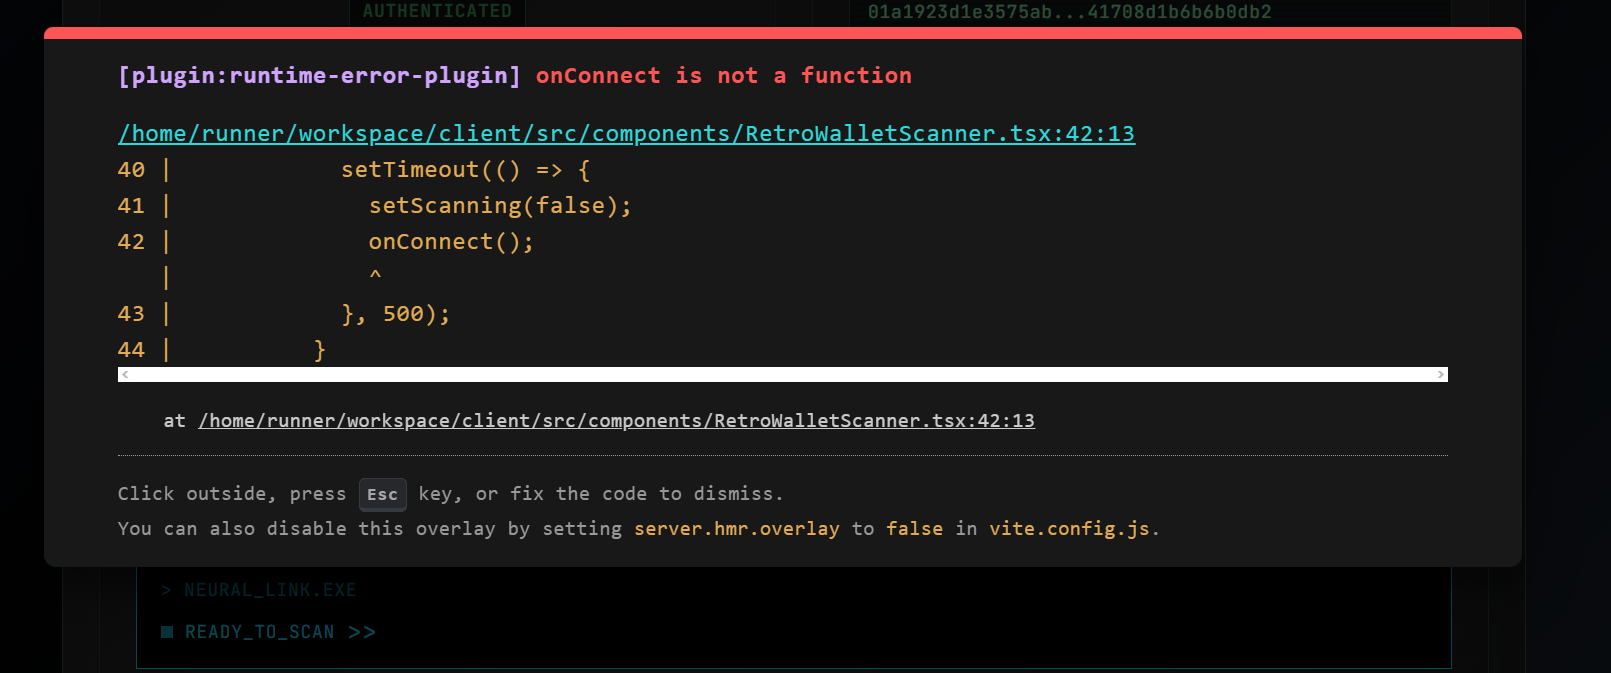 AUTHENTICATED
01a1923d1e3575ab...41708d1b6b6b0db2
[plugin:runtime-error-plugin] onConnect is not a function
/home/runner/workspace/client/src/components/RetroWalletScanner.tsx:42:13
40 |            setTimeout(() => {
41 |              setScanning(false);
42 |              onConnect();
   |              ^
43 |            }, 500);
44 |          }
at /home/runner/workspace/client/src/components/RetroWalletScanner.tsx:42:13
Click outside, press Esc key, or fix the code to dismiss.
You can also disable this overlay by setting server.hmr.overlay to false in vite.config.js.
> NEURAL_LINK.EXE
■ READY_TO_SCAN >>